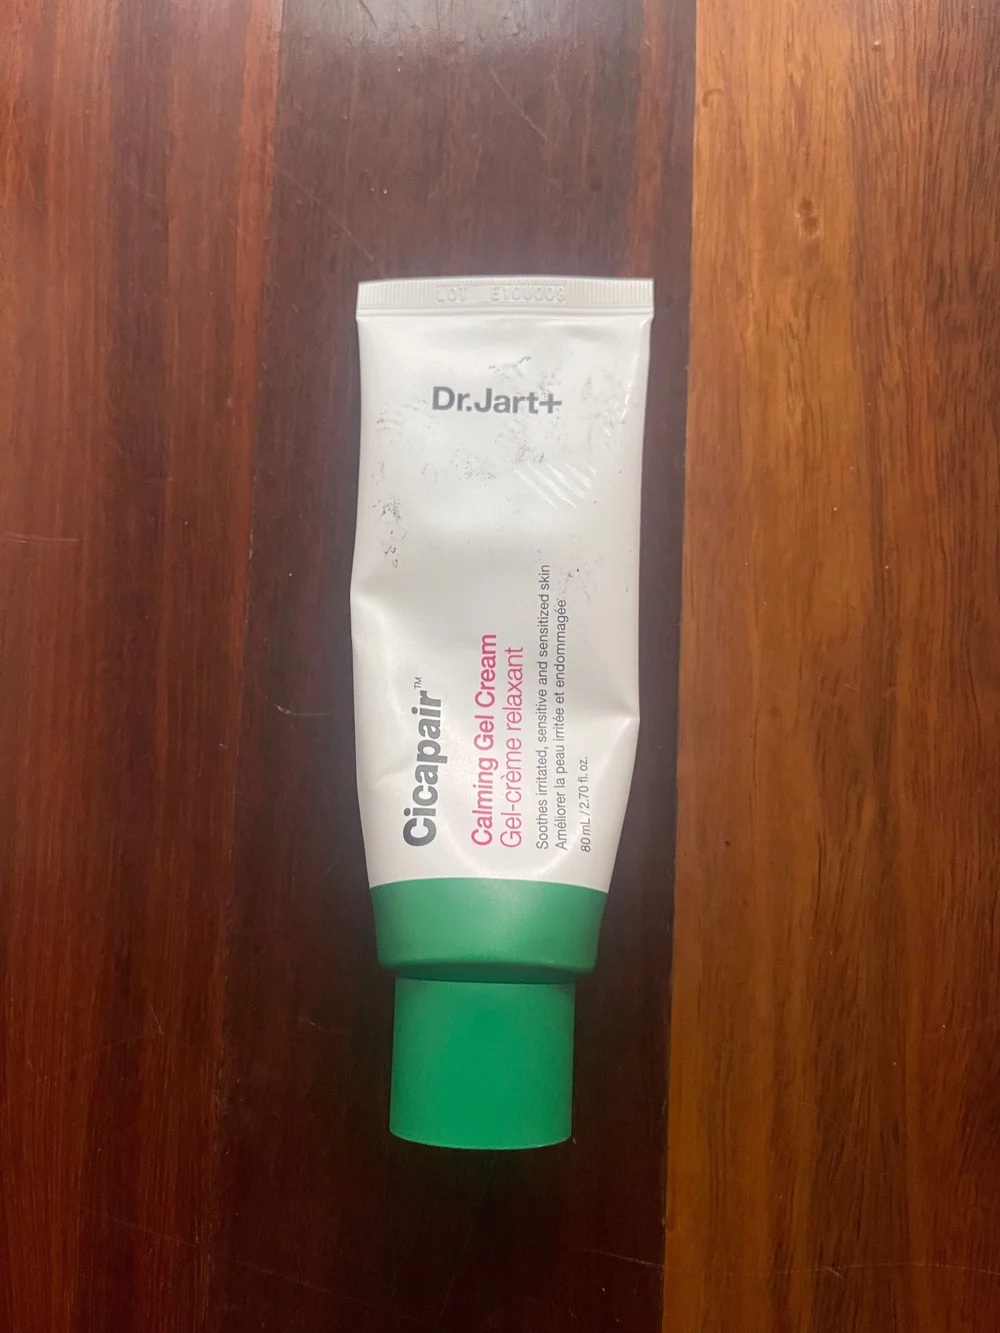 Dr.Jart+
Cicapair™
Calming Gel Cream
Gel-crème relaxant
Soothes irritated, sensitive and sensitized skin
Améliorer la peau irritée et endommagée
80 mL / 2.70 fl. oz.
LOT